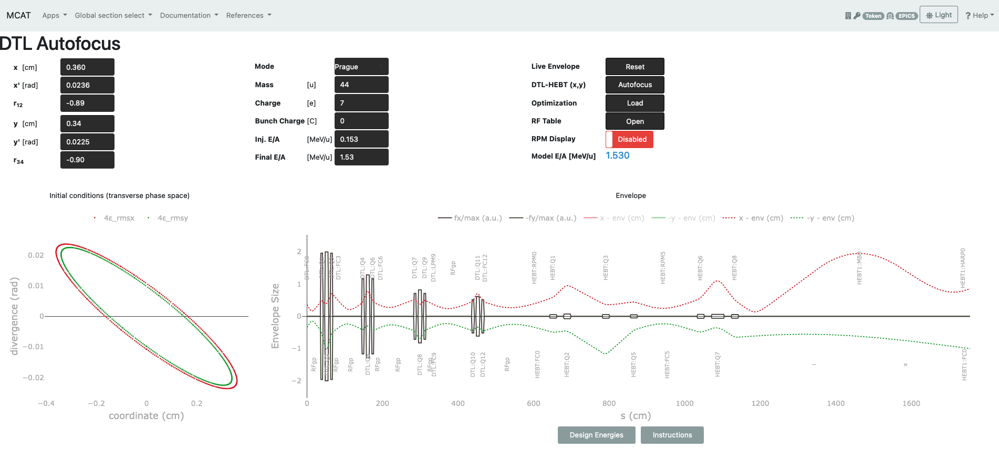 MCAT Apps Global section select Documentation References Token EPICS Light ? Help
DTL Autofocus
x [cm] 0.360
x' [rad] 0.0236
r12 -0.89
y [cm] 0.34
y' [rad] 0.0225
r34 -0.90
Mode Prague
Mass [u] 44
Charge [e] 7
Bunch Charge [C] 0
Inj. E/A [MeV/u] 0.153
Final E/A [MeV/u] 1.53
Live Envelope Reset
DTL-HEBT (x,y) Autofocus
Optimization Load
RF Table Open
RPM Display Disabled
Model E/A [MeV/u] 1.530
Initial conditions (transverse phase space)
4ε_rmsx 4ε_rmsy
divergence (rad)
0.02
0.01
0
−0.01
−0.02
−0.4 −0.2 0 0.2
coordinate (cm)
Envelope
fx/max (a.u.) -fy/max (a.u.) x - env (cm) -y - env (cm) x - env (cm) -y - env (cm)
Envelope Size
2
1
0
−1
−2
DTL:FC0
DTL:FC3
DTL:Q4
DTL:Q6
DTL:FC6
DTL:Q7
DTL:Q9
DTL:LPM9
RFgp
DTL:Q11
DTL:FC12
HEBT:RPM0
HEBT:Q1
HEBT:Q3
HEBT:RPM5
HEBT:Q6
HEBT:Q8
HEBT1:MB0
HEBT1:HARP0
RFgp
RFgp
RFgp
RFgp
RFgp
DTL:Q8
RFgp
DTL:FC9
DTL:Q10
DTL:Q12
RFgp
HEBT:FC0
HEBT:Q2
HEBT:Q5
HEBT:FC5
HEBT:Q7
i
x
HEBT1:FC0
0 200 400 600 800 1000 1200 1400 1600
s (cm)
Design Energies Instructions